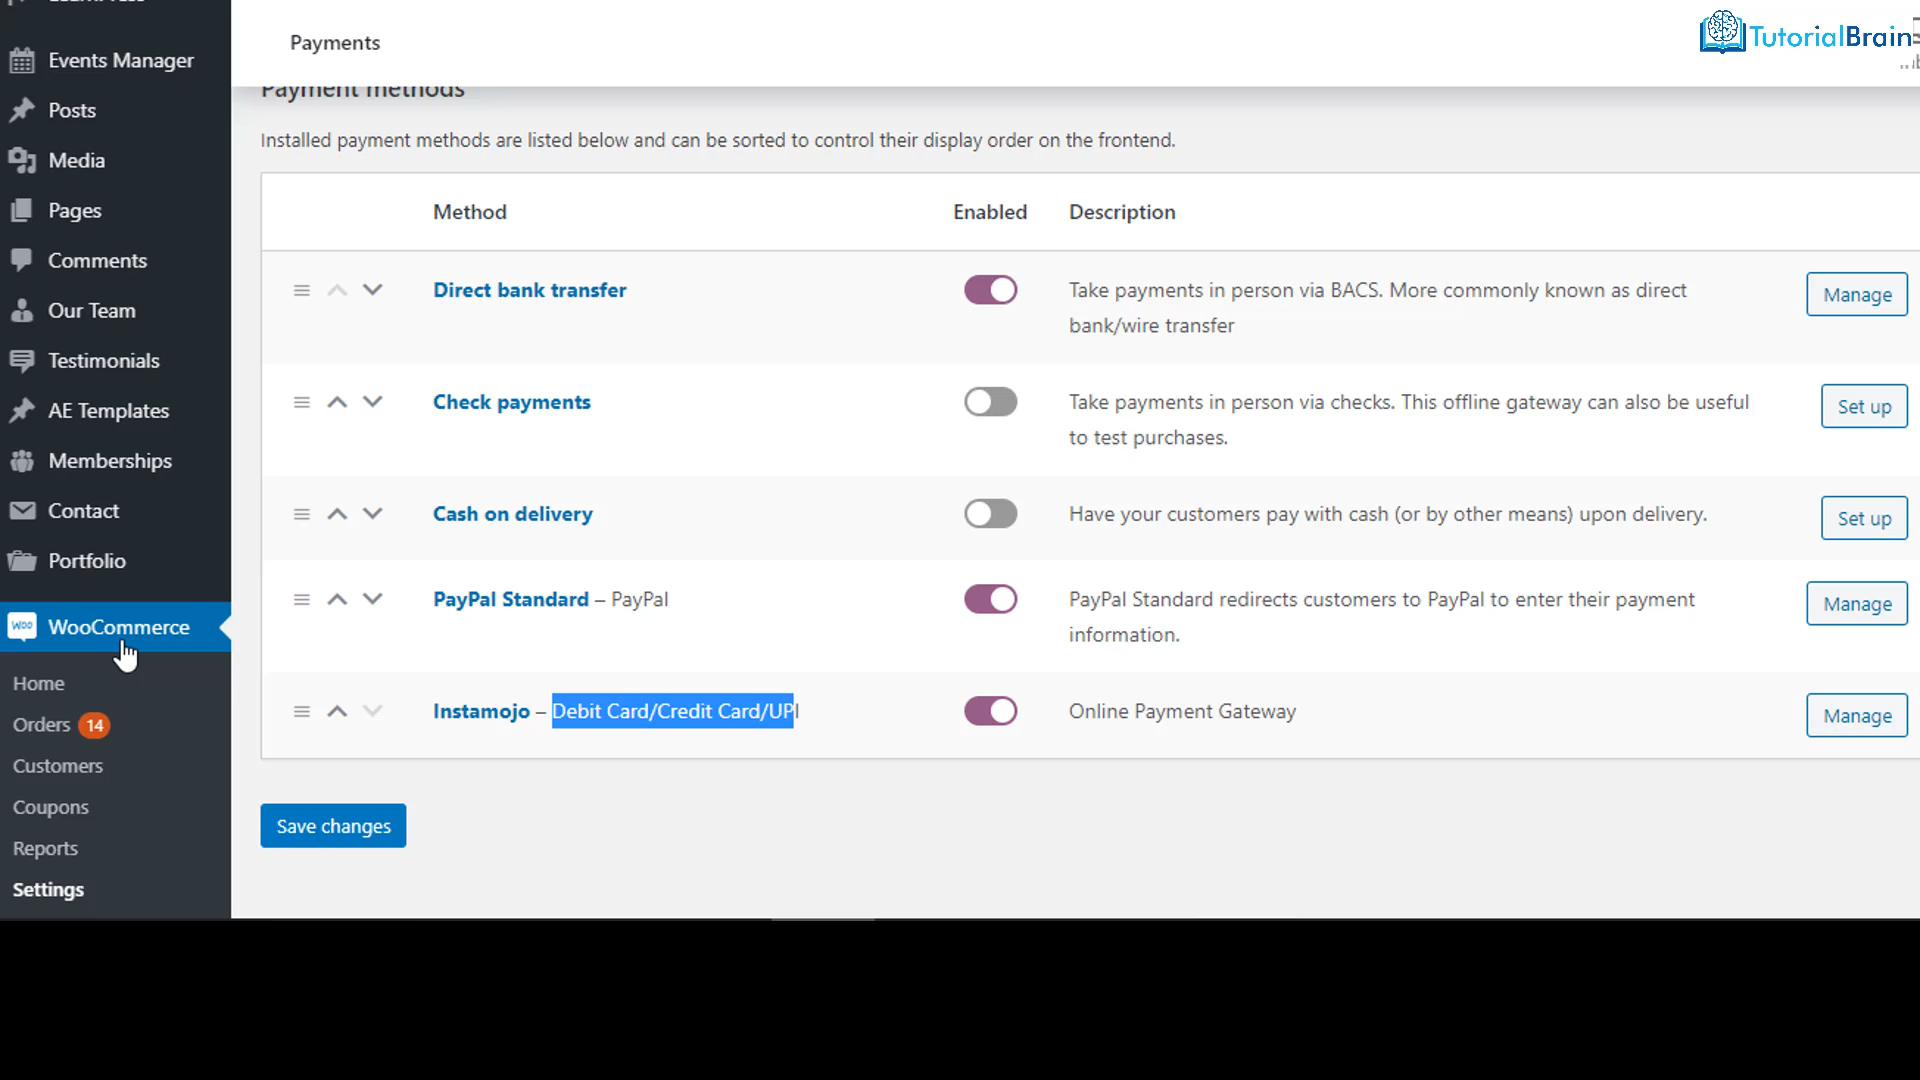 Events Manager
Posts
Media
Pages
Comments
Our Team
Testimonials
AE Templates
Memberships
Contact
Portfolio
WOO
WooCommerce
Home
Orders 14
Customers
Coupons
Reports
Settings
Payments
TutorialBrain
Payment methods
Installed payment methods are listed below and can be sorted to control their display order on the frontend.
Method Enabled Description
Direct bank transfer
Take payments in person via BACS. More commonly known as direct
bank/wire transfer
Manage
Check payments
Take payments in person via checks. This offline gateway can also be useful
to test purchases.
Set up
Cash on delivery
Have your customers pay with cash (or by other means) upon delivery.
Set up
PayPal Standard – PayPal
PayPal Standard redirects customers to PayPal to enter their payment
information.
Manage
Instamojo – Debit Card/Credit Card/UPI
Online Payment Gateway
Manage
Save changes